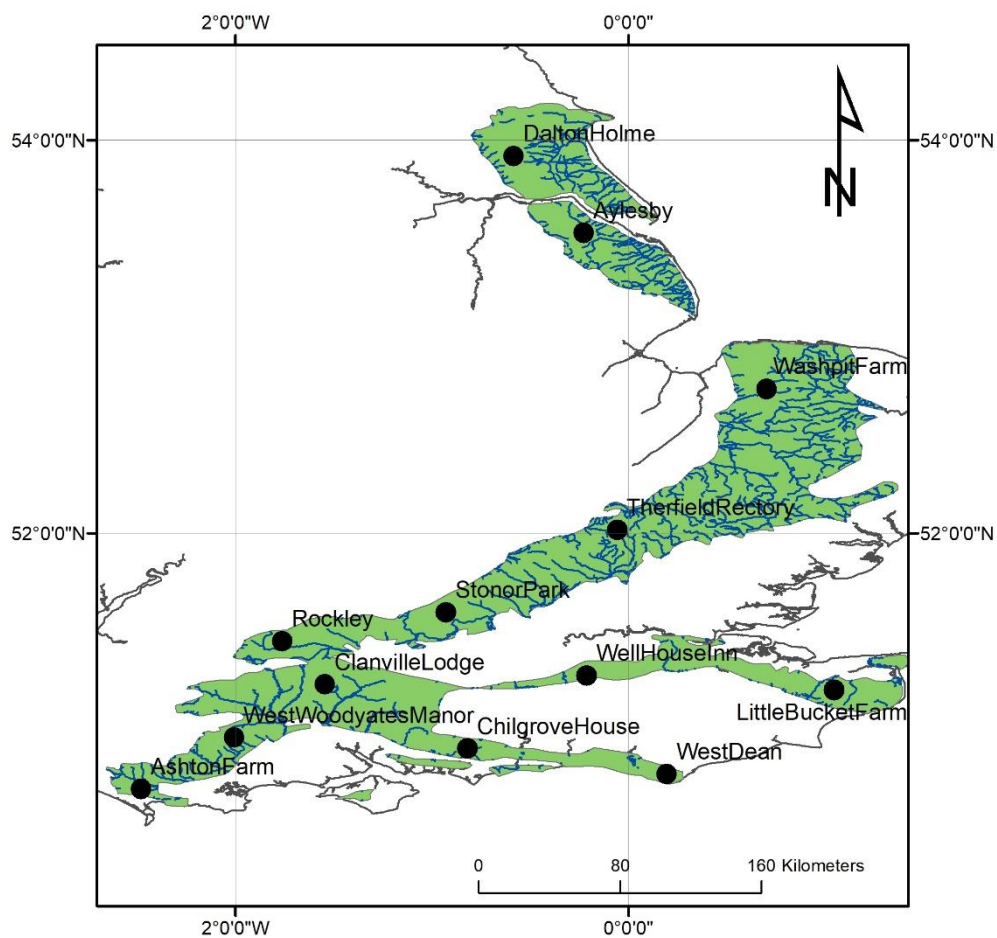 2°0'0"W 0°0'0"
54°0'0"N 54°0'0"N
DaltonHolme
N
Aylesby
WashpitFarm
TherfieldRectory
52°0'0"N 52°0'0"N
StonorPark
Rockley
WellHouseInn
ClanvilleLodge
LittleBucketFarm
WestWoodyatesManor
ChilgroveHouse
WestDean
AshtonFarm
0 80 160 Kilometers
2°0'0"W 0°0'0"